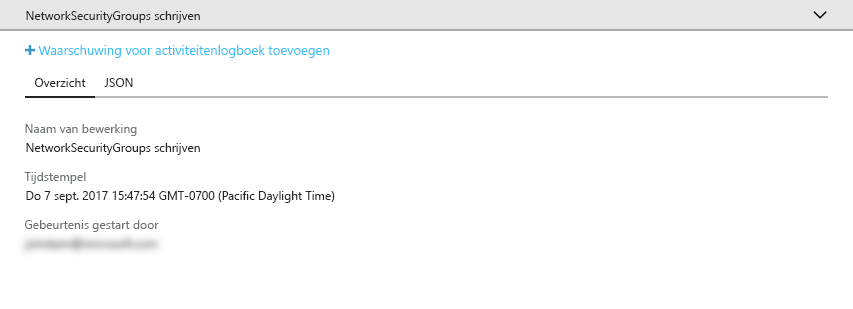 NetworkSecurityGroups schrijven
Waarschuwing voor activiteitenlogboek toevoegen
Overzicht JSON
Naam van bewerking
NetworkSecurityGroups schrijven
Tijdstempel
Do 7 sept. 2017 15:47:54 GMT-0700 (Pacific Daylight Time)
Gebeurtenis gestart door